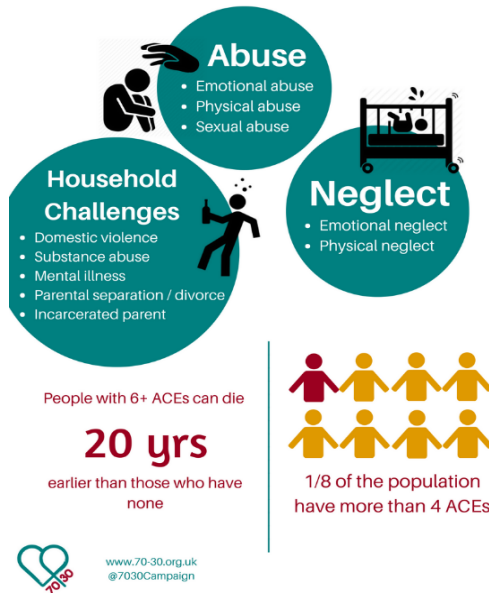 Abuse
• Emotional abuse
• Physical abuse
• Sexual abuse
Household
Challenges
• Domestic violence
• Substance abuse
• Mental illness
• Parental separation / divorce
• Incarcerated parent
Neglect
• Emotional neglect
• Physical neglect
People with 6+ ACEs can die
20 yrs
earlier than those who have
none
1/8 of the population
have more than 4 ACEs
70 30
www.70-30.org.uk
@7030Campaign